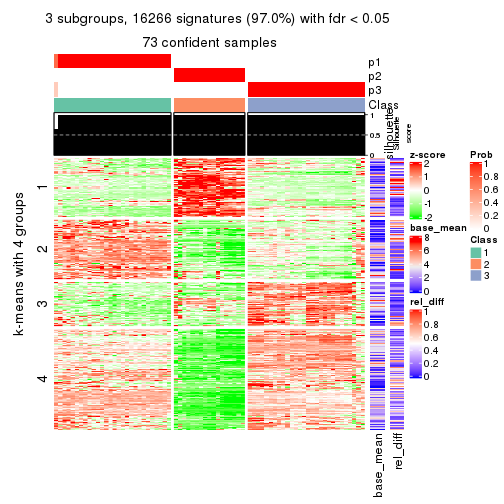 3 subgroups, 16266 signatures (97.0%) with fdr < 0.05
73 confident samples
p1
p2
p3
Class
1
0.5
0
silhouette
Silhouette
score
k-means with 4 groups
1
2
3
4
base_mean
rel_diff
z-score
2
1
0
-1
-2
base_mean
8
6
4
2
0
rel_diff
1
0.8
0.6
0.4
0.2
0
Prob
1
0.8
0.6
0.4
0.2
0
Class
1
2
3